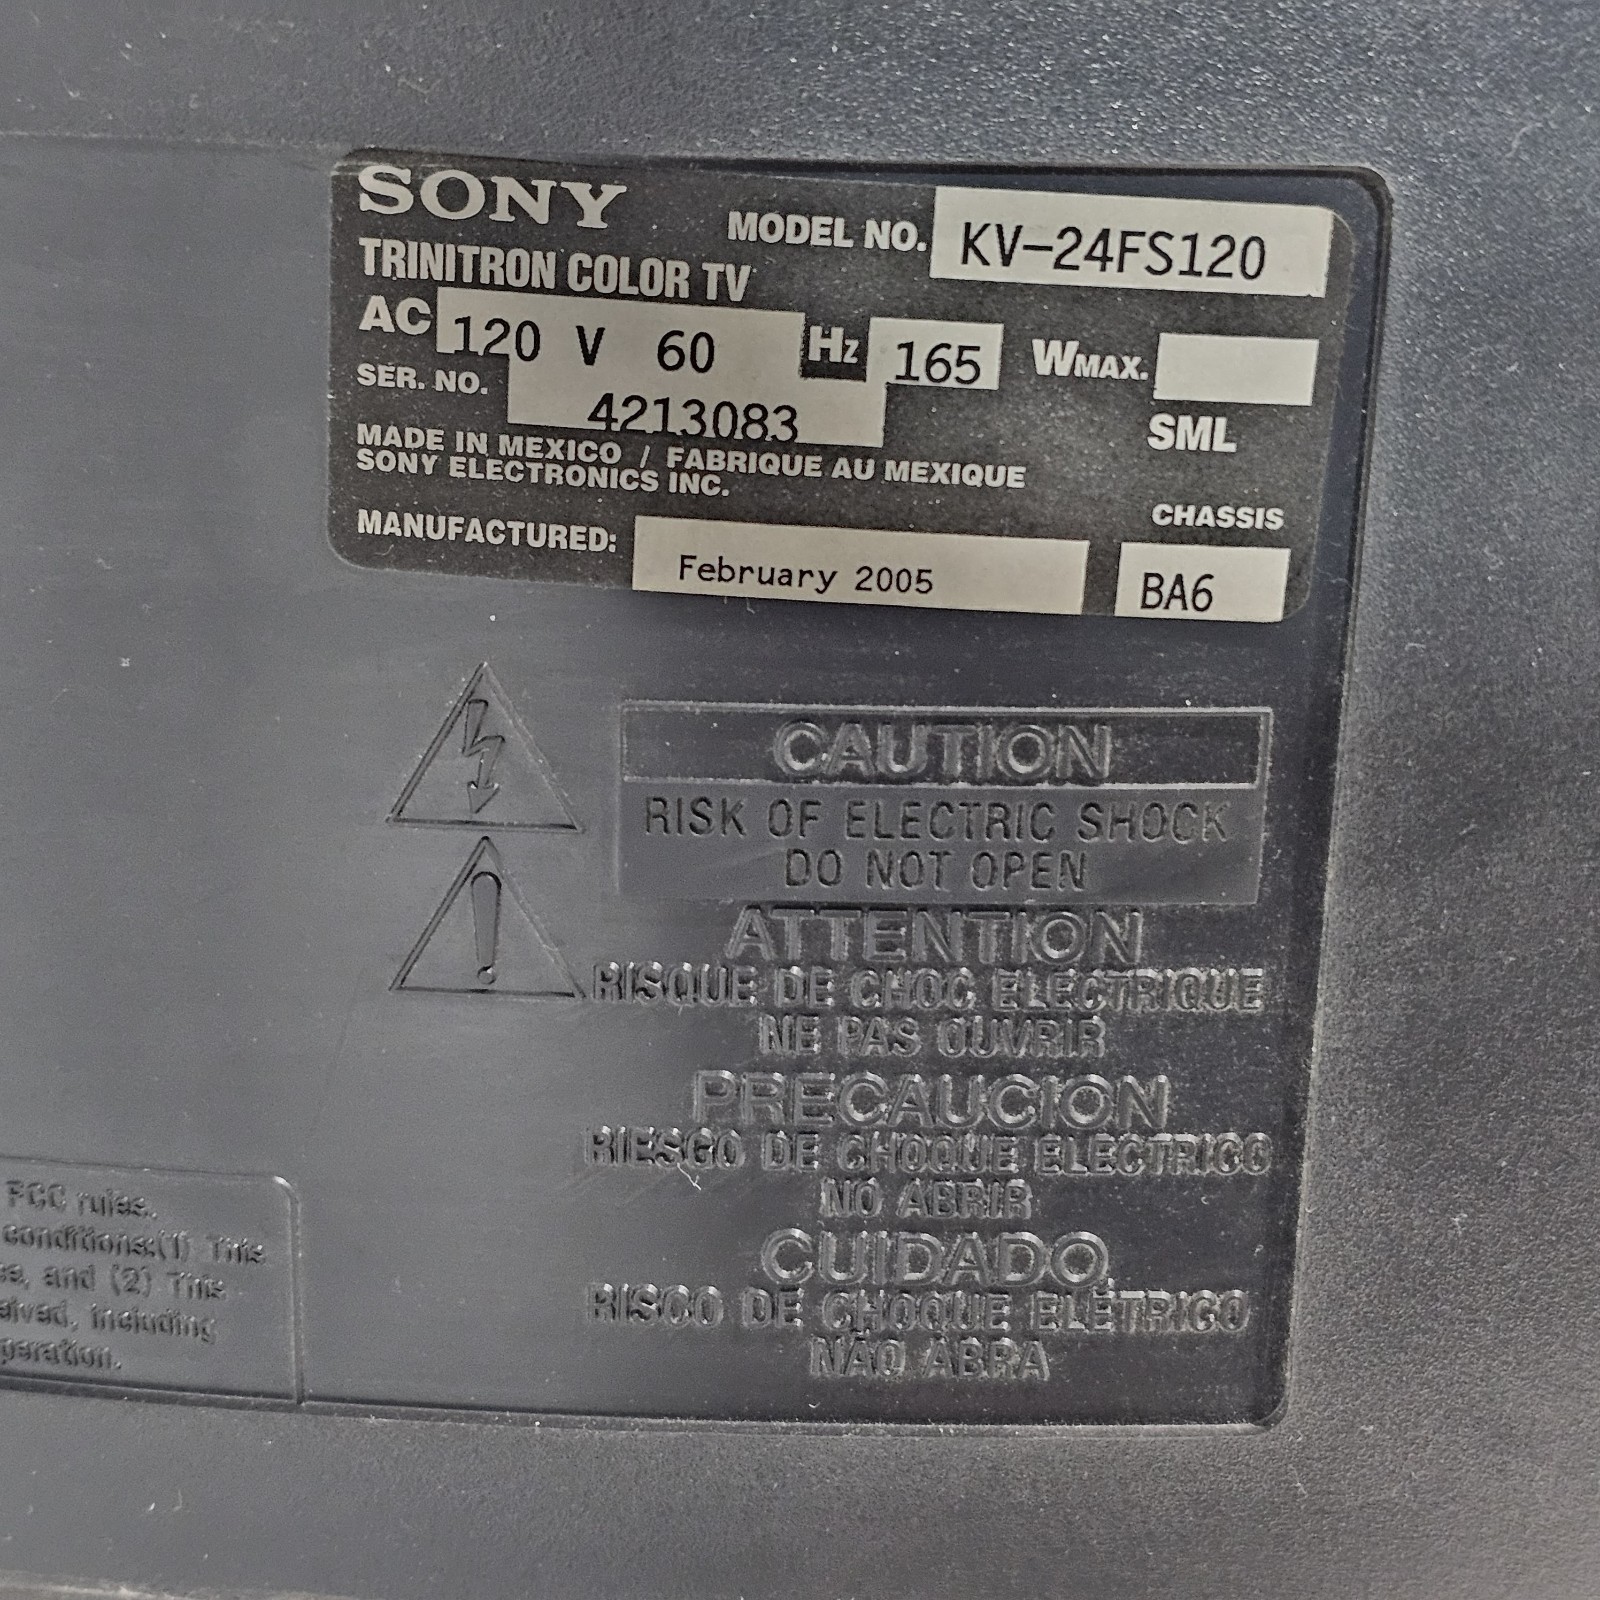 SONY
MODEL NO. KV-24FS120
TRINITRON COLOR TV
AC 120 V 60 Hz 165 WMAX.
SER. NO. 4213083
SML
MADE IN MEXICO / FABRIQUE AU MEXIQUE
SONY ELECTRONICS INC.
CHASSIS
MANUFACTURED: February 2005 BA6
CAUTION
RISK OF ELECTRIC SHOCK
DO NOT OPEN
ATTENTION
RISQUE DE CHOC ELECTRIQUE
NE PAS OUVRIR
PRECAUCION
RIESGO DE CHOQUE ELECTRICO
NO ABRIR
CUIDADO
RISCO DE CHOQUE ELÉTRICO
NÃO ABRA
FCC rules.
conditions:(1) This
and (2) This
including